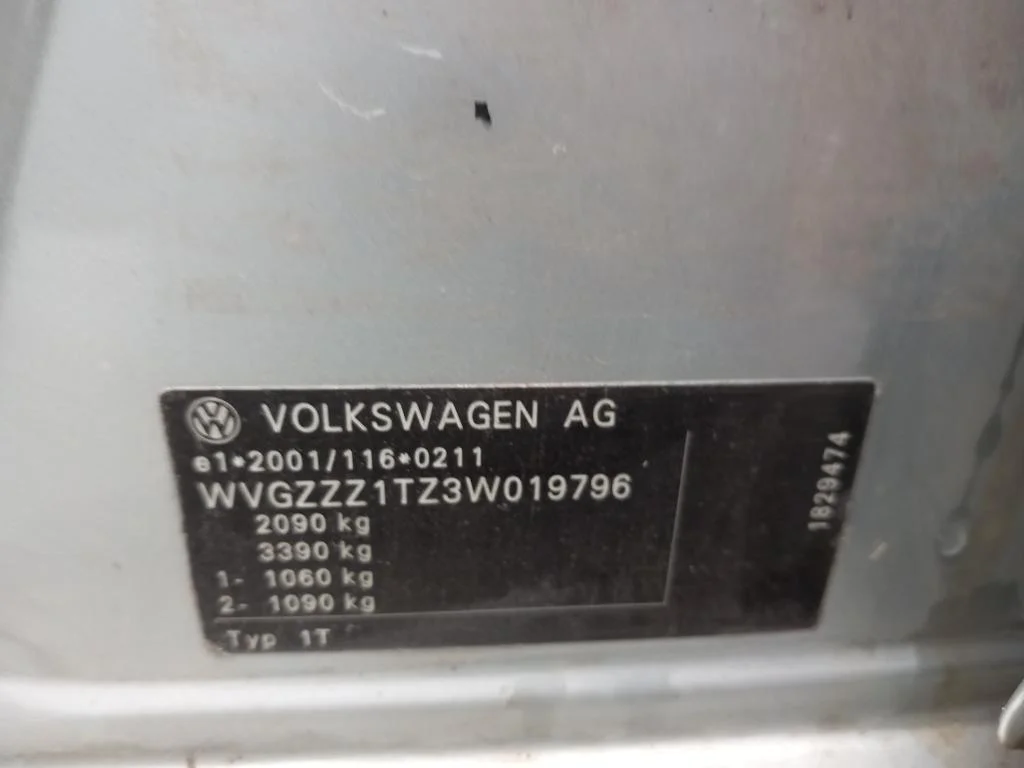 VOLKSWAGEN AG
e1*2001/116*0211
WVGZZZ1TZ3W019796
2090 kg
3390 kg
1- 1060 kg
2- 1090 kg
Typ 1T
1829474